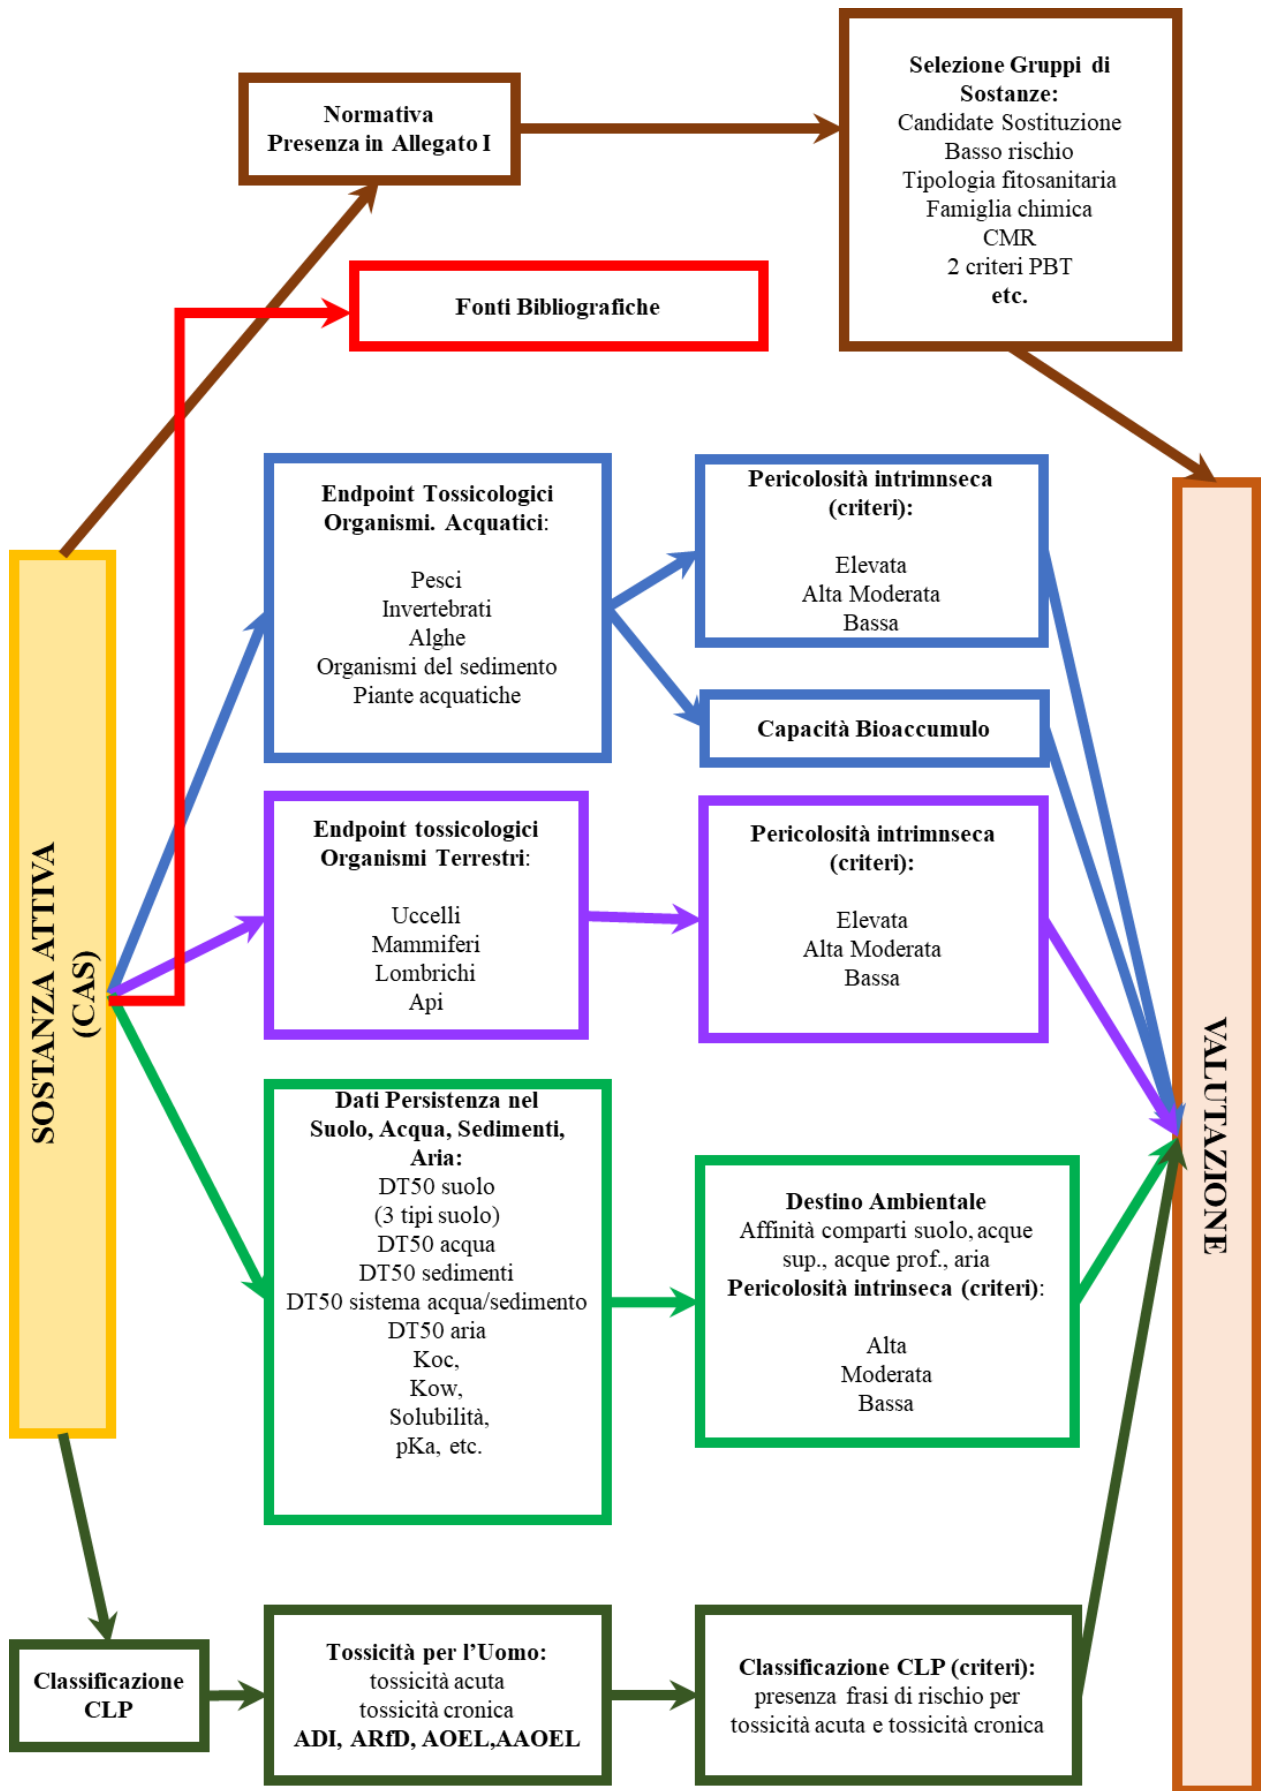 Normativa
Presenza in Allegato I
Selezione Gruppi di
Sostanze:
Candidate Sostituzione
Basso rischio
Tipologia fitosanitaria
Famiglia chimica
CMR
2 criteri PBT
etc.
Fonti Bibliografiche
SOSTANZA ATTIVA
(CAS)
Endpoint Tossicologici
Organismi. Acquatici:
Pesci
Invertebrati
Alghe
Organismi del sedimento
Piante acquatiche
Pericolosità intrimnseca
(criteri):
Elevata
Alta Moderata
Bassa
Capacità Bioaccumulo
Endpoint tossicologici
Organismi Terrestri:
Uccelli
Mammiferi
Lombrichi
Api
Pericolosità intrimnseca
(criteri):
Elevata
Alta Moderata
Bassa
Dati Persistenza nel
Suolo, Acqua, Sedimenti,
Aria:
DT50 suolo
(3 tipi suolo)
DT50 acqua
DT50 sedimenti
DT50 sistema acqua/sedimento
DT50 aria
Koc,
Kow,
Solubilità,
pKa, etc.
Destino Ambientale
Affinità comparti suolo, acque
sup., acque prof., aria
Pericolosità intrinseca (criteri):
Alta
Moderata
Bassa
VALUTAZIONE
Classificazione
CLP
Tossicità per l’Uomo:
tossicità acuta
tossicità cronica
ADI, ARfD, AOEL,AAOEL
Classificazione CLP (criteri):
presenza frasi di rischio per
tossicità acuta e tossicità cronica